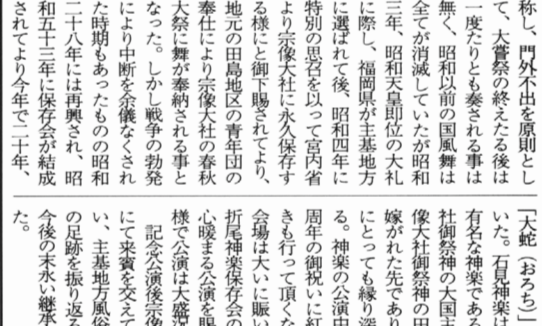 称し、門外不出を原則とし
て、大嘗祭の終えたる後は
一度たりとも奏される事は
無く、昭和以前の国風舞は
全てが消滅していたが昭和
三年、昭和天皇即位の大礼
に際し、福岡県が主基地方
に選ばれて後、昭和四年に
特別の思召を以って宮内省
より宗像大社に永久保存す
る様にと御下賜されてより、
地元の田島地区の青年団の
奉仕により宗像大社の春秋
大祭に舞が奉納される事と
なった。しかし戦争の勃発
により中断を余儀なくされ
た時期もあったものの昭和
二十八年には再興され、昭
和五十三年に保存会が結成
されてより今年で二十年、
「大蛇（おろち）」
いた。石見神楽は
有名な神楽である
社御祭神の大国主
像大社御祭神の田
嫁がれた先であり
にとっても縁り深
る。神楽の公演中
周年の御祝いに紅
きも行って頂くな
会場は大いに賑い
折尾神楽保存会の
心暖まる公演を賜
様で公演は大盛況
記念公演後宗像
にて来賓を交えて
い、主基地方風俗
の足跡を振り返る
今後の末永い継承
た。